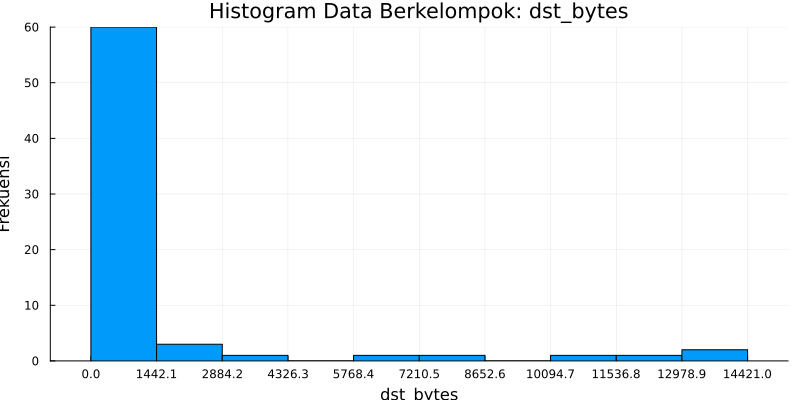 Histogram Data Berkelompok: dst_bytes
60
50
40
30
20
10
0
Frekuensi
0.0 1442.1 2884.2 4326.3 5768.4 7210.5 8652.6 10094.7 11536.8 12978.9 14421.0
dst_bytes